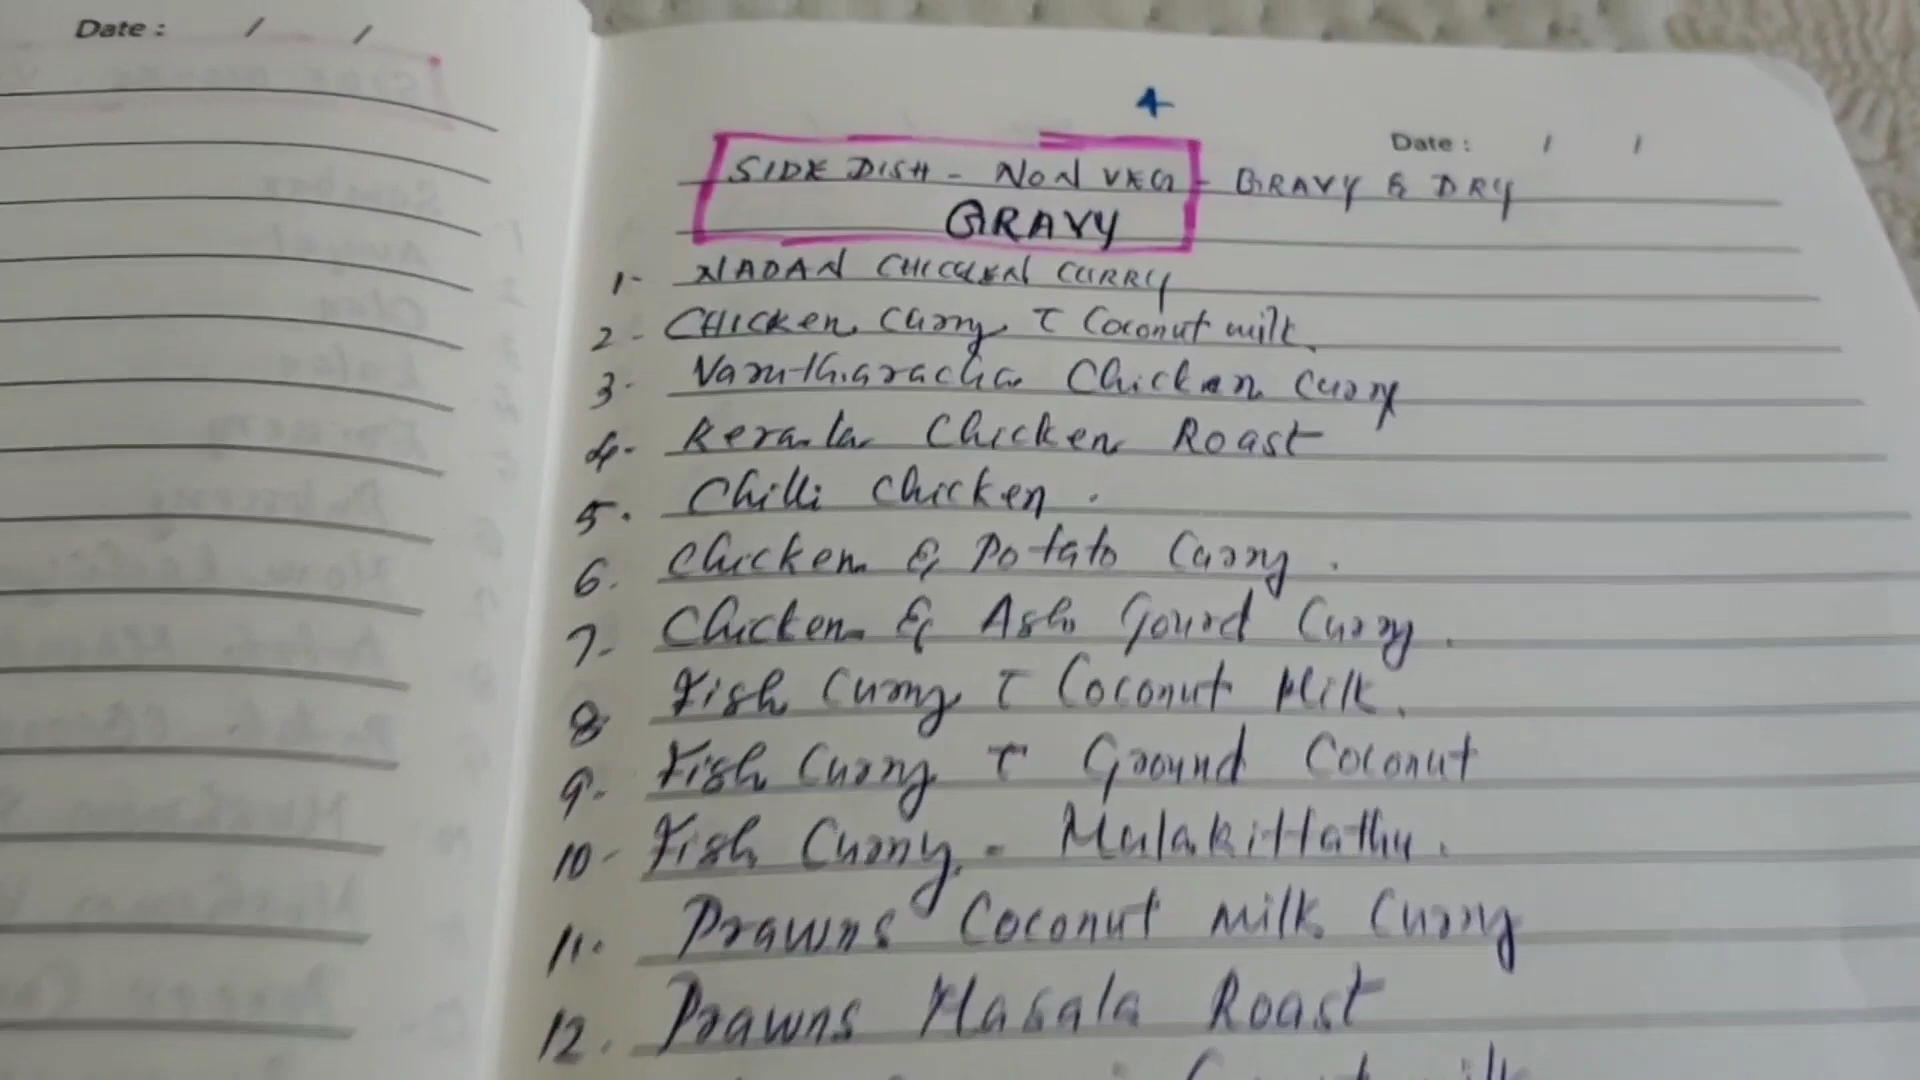 Date : / /
4
Date : / /
SIDE DISH - NON VEG - GRAVY & DRY
GRAVY
1- NADAN CHICKEN CURRY
2- CHICKEN Curry T Coconut milk.
3- Varutharacha Chicken Curry
4- Kerala Chicken Roast
5. Chilli chicken.
6. Chicken & Potato Curry.
7- Chicken & Ash Gourd Curry.
8- Fish Curry T Coconut Milk.
9- Fish Curry T Ground Coconut
10- Fish Curry - Mulakittathu.
11. Prawns Coconut milk Curry
12. Prawns Masala Roast